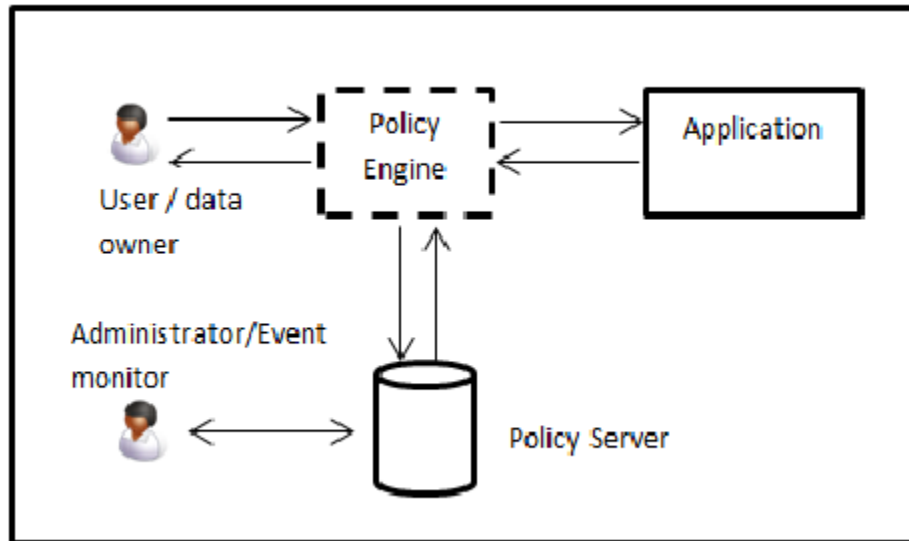 Policy
Engine
Application
User / data
owner
Administrator/Event
monitor
Policy Server